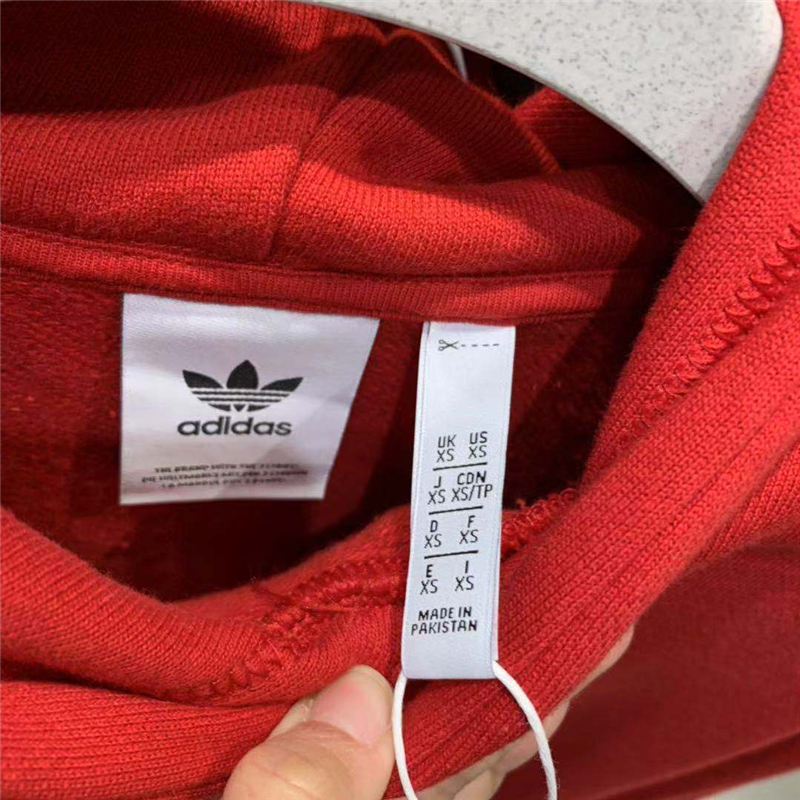 adidas
UK US
XS XS
J CDN
XS XS/TP
D F
XS XS
E I
XS XS
MADE IN
PAKISTAN